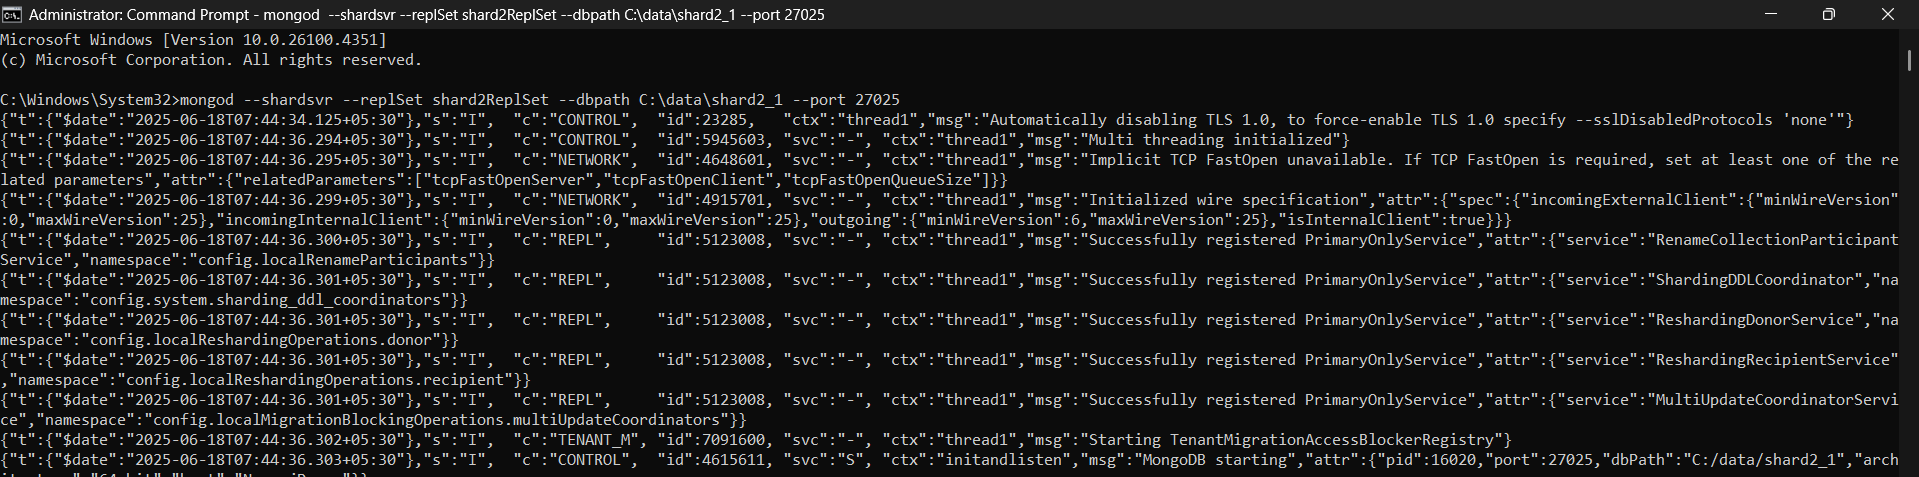 Administrator: Command Prompt - mongod  --shardsvr --replSet shard2ReplSet --dbpath C:\data\shard2_1 --port 27025
Microsoft Windows [Version 10.0.26100.4351]
(c) Microsoft Corporation. All rights reserved.
C:\Windows\System32>mongod --shardsvr --replSet shard2ReplSet --dbpath C:\data\shard2_1 --port 27025
{"t":{"$date":"2025-06-18T07:44:34.125+05:30"},"s":"I",  "c":"CONTROL",  "id":23285,   "ctx":"thread1","msg":"Automatically disabling TLS 1.0, to force-enable TLS 1.0 specify --sslDisabledProtocols 'none'"}
{"t":{"$date":"2025-06-18T07:44:36.294+05:30"},"s":"I",  "c":"CONTROL",  "id":5945603, "svc":"-", "ctx":"thread1","msg":"Multi threading initialized"}
{"t":{"$date":"2025-06-18T07:44:36.295+05:30"},"s":"I",  "c":"NETWORK",  "id":4648601, "svc":"-", "ctx":"thread1","msg":"Implicit TCP FastOpen unavailable. If TCP FastOpen is required, set at least one of the re
lated parameters","attr":{"relatedParameters":["tcpFastOpenServer","tcpFastOpenClient","tcpFastOpenQueueSize"]}}
{"t":{"$date":"2025-06-18T07:44:36.299+05:30"},"s":"I",  "c":"NETWORK",  "id":4915701, "svc":"-", "ctx":"thread1","msg":"Initialized wire specification","attr":{"spec":{"incomingExternalClient":{"minWireVersion"
:0,"maxWireVersion":25},"incomingInternalClient":{"minWireVersion":0,"maxWireVersion":25},"outgoing":{"minWireVersion":6,"maxWireVersion":25},"isInternalClient":true}}}
{"t":{"$date":"2025-06-18T07:44:36.300+05:30"},"s":"I",  "c":"REPL",     "id":5123008, "svc":"-", "ctx":"thread1","msg":"Successfully registered PrimaryOnlyService","attr":{"service":"RenameCollectionParticipant
Service","namespace":"config.localRenameParticipants"}}
{"t":{"$date":"2025-06-18T07:44:36.301+05:30"},"s":"I",  "c":"REPL",     "id":5123008, "svc":"-", "ctx":"thread1","msg":"Successfully registered PrimaryOnlyService","attr":{"service":"ShardingDDLCoordinator","na
mespace":"config.system.sharding_ddl_coordinators"}}
{"t":{"$date":"2025-06-18T07:44:36.301+05:30"},"s":"I",  "c":"REPL",     "id":5123008, "svc":"-", "ctx":"thread1","msg":"Successfully registered PrimaryOnlyService","attr":{"service":"ReshardingDonorService","na
mespace":"config.localReshardingOperations.donor"}}
{"t":{"$date":"2025-06-18T07:44:36.301+05:30"},"s":"I",  "c":"REPL",     "id":5123008, "svc":"-", "ctx":"thread1","msg":"Successfully registered PrimaryOnlyService","attr":{"service":"ReshardingRecipientService"
,"namespace":"config.localReshardingOperations.recipient"}}
{"t":{"$date":"2025-06-18T07:44:36.301+05:30"},"s":"I",  "c":"REPL",     "id":5123008, "svc":"-", "ctx":"thread1","msg":"Successfully registered PrimaryOnlyService","attr":{"service":"MultiUpdateCoordinatorServi
ce","namespace":"config.localMigrationBlockingOperations.multiUpdateCoordinators"}}
{"t":{"$date":"2025-06-18T07:44:36.302+05:30"},"s":"I",  "c":"TENANT_M", "id":7091600, "svc":"-", "ctx":"thread1","msg":"Starting TenantMigrationAccessBlockerRegistry"}
{"t":{"$date":"2025-06-18T07:44:36.303+05:30"},"s":"I",  "c":"CONTROL",  "id":4615611, "svc":"S", "ctx":"initandlisten","msg":"MongoDB starting","attr":{"pid":16020,"port":27025,"dbPath":"C:/data/shard2_1","arch